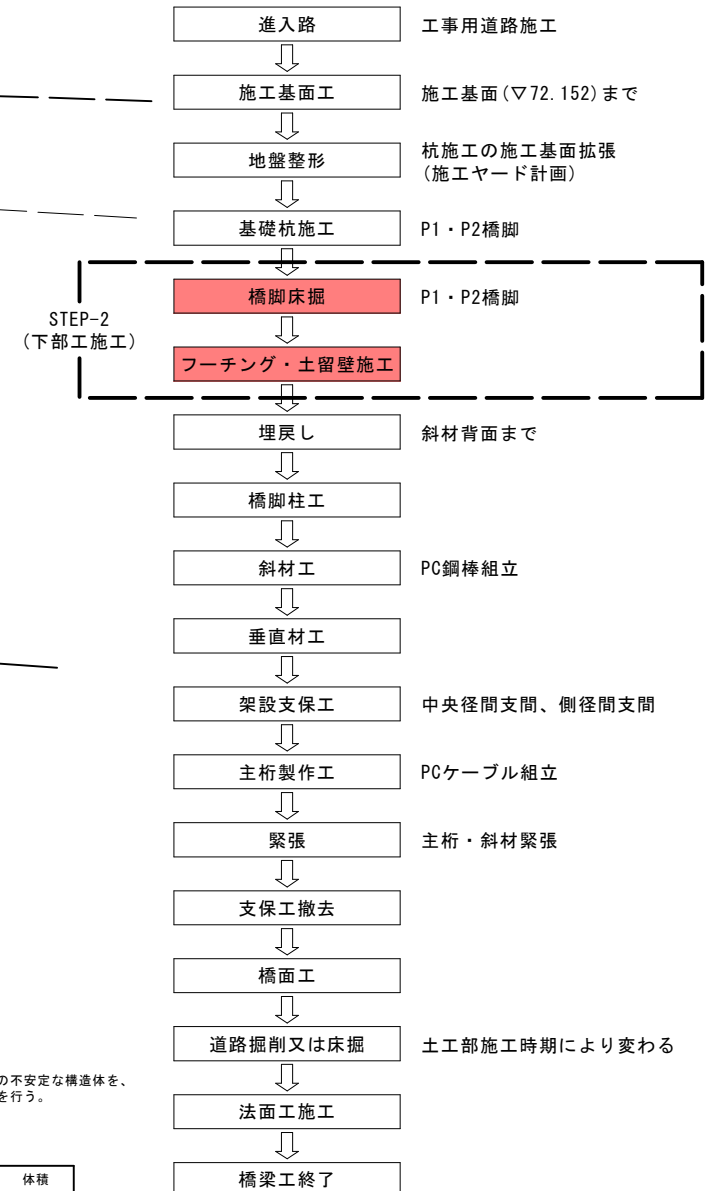 進入路 工事用道路施工
施工基面工 施工基面(▽72.152)まで
地盤整形 杭施工の施工基面拡張
(施工ヤード計画)
基礎杭施工 P1・P2橋脚
橋脚床掘 P1・P2橋脚
STEP-2
(下部工施工)
フーチング・土留壁施工
埋戻し 斜材背面まで
橋脚柱工
斜材工 PC鋼棒組立
垂直材工
架設支保工 中央径間支間、側径間支間
主桁製作工 PCケーブル組立
緊張 主桁・斜材緊張
支保工撤去
橋面工
道路掘削又は床掘 土工部施工時期により変わる
の不安定な構造体を、
を行う。
法面工施工
体積
橋梁工終了